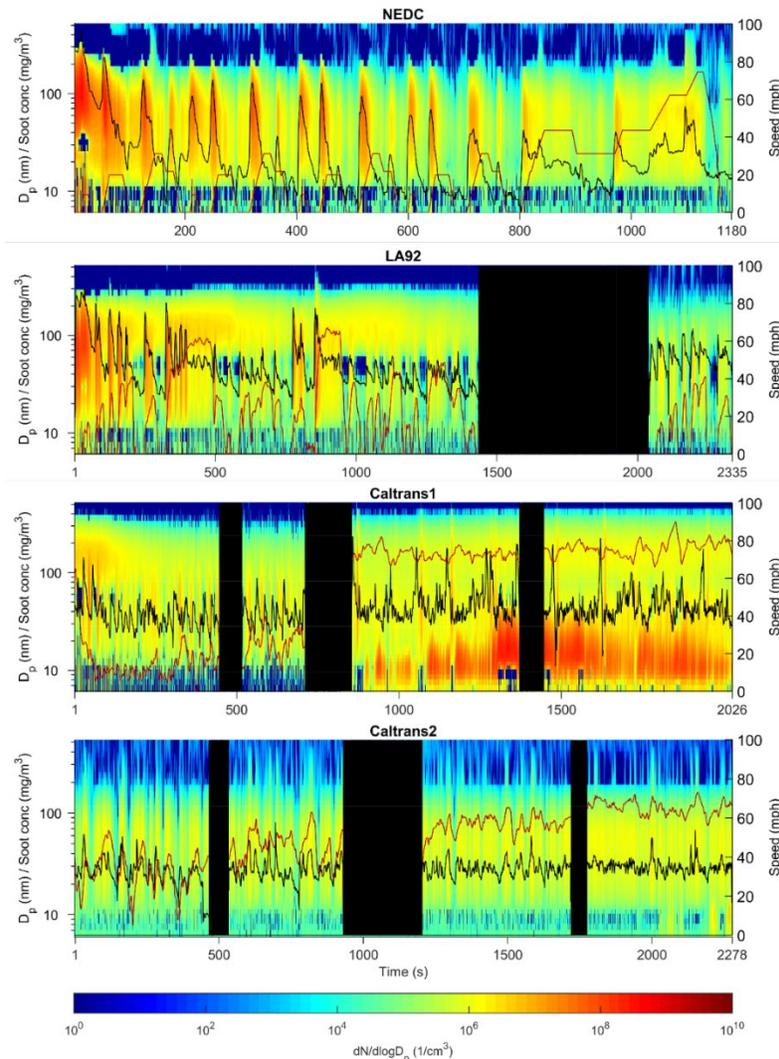 NEDC
D_p (nm) / Soot conc (mg/m³)
100
10
200 400 600 800 1000 1180
100
80
60
40
20
0
Speed (mph)
LA92
D_p (nm) / Soot conc (mg/m³)
100
10
1 500 1000 1500 2000 2335
100
80
60
40
20
0
Speed (mph)
Caltrans1
D_p (nm) / Soot conc (mg/m³)
100
10
1 500 1000 1500 2026
100
80
60
40
20
0
Speed (mph)
Caltrans2
D_p (nm) / Soot conc (mg/m³)
100
10
1 500 1000 1500 2000 2278
100
80
60
40
20
0
Speed (mph)
Time (s)
10⁰ 10² 10⁴ 10⁶ 10⁸ 10¹⁰
dN/dlogD_p (1/cm³)